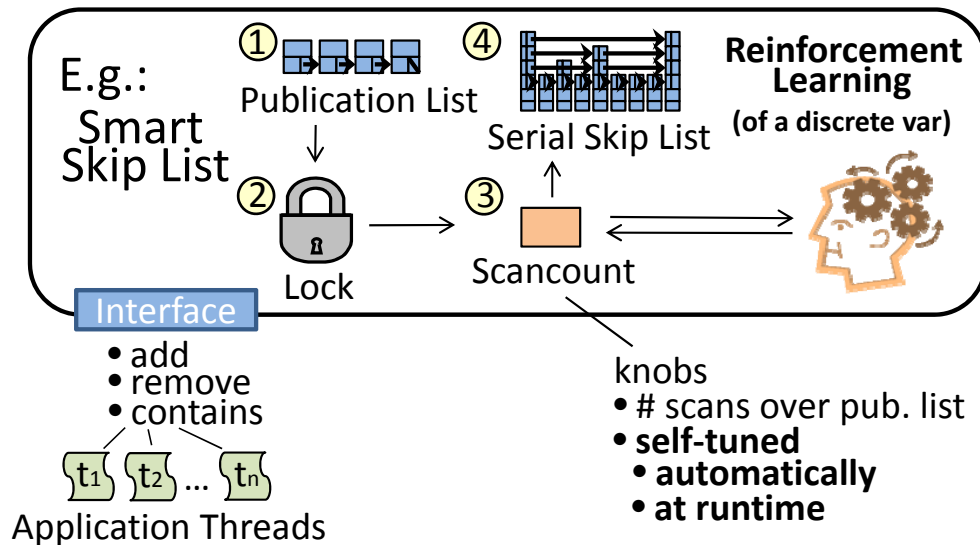 E.g.:
Smart
Skip List
1
Publication List
2
Lock
3
Scancount
4
Serial Skip List
Reinforcement
Learning
(of a discrete var)
Interface
• add
• remove
• contains
t1 t2 ... tn
Application Threads
knobs
• # scans over pub. list
• self-tuned
• automatically
• at runtime